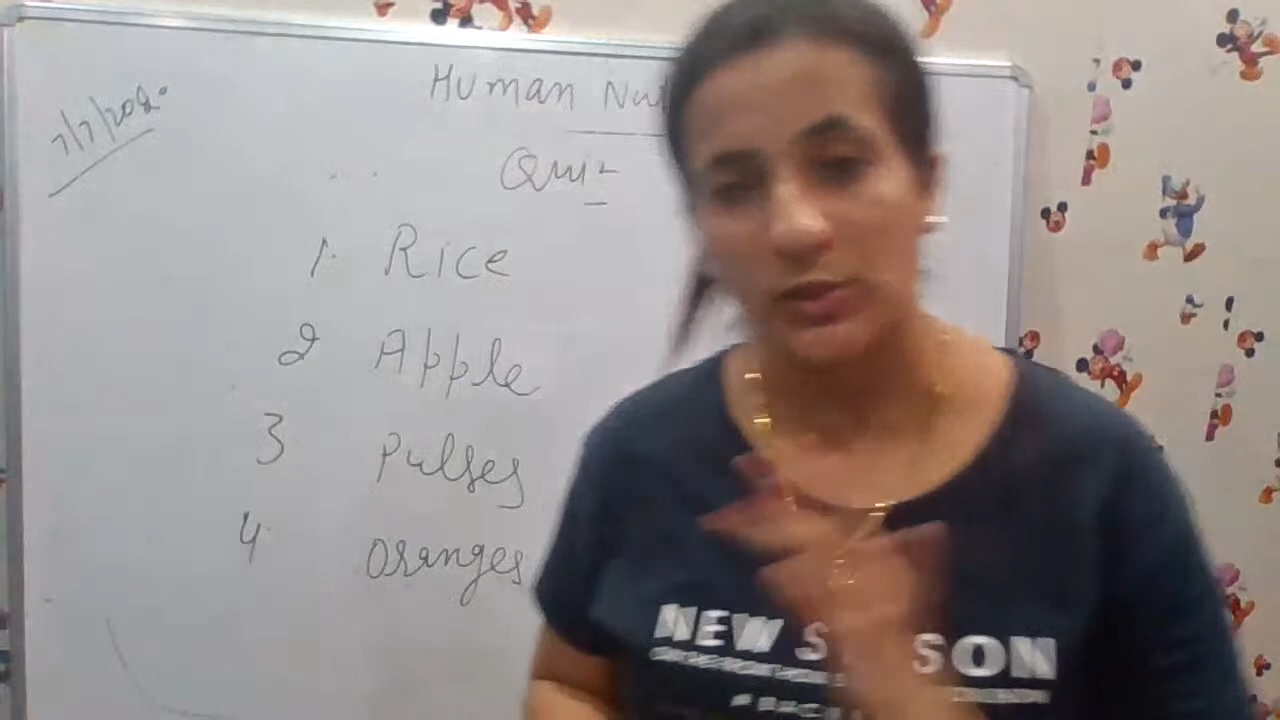 7/7/2020
Human Nu
Quiz
1. Rice
2 Apple
3 Pulses
4 Oranges
NEW S SON